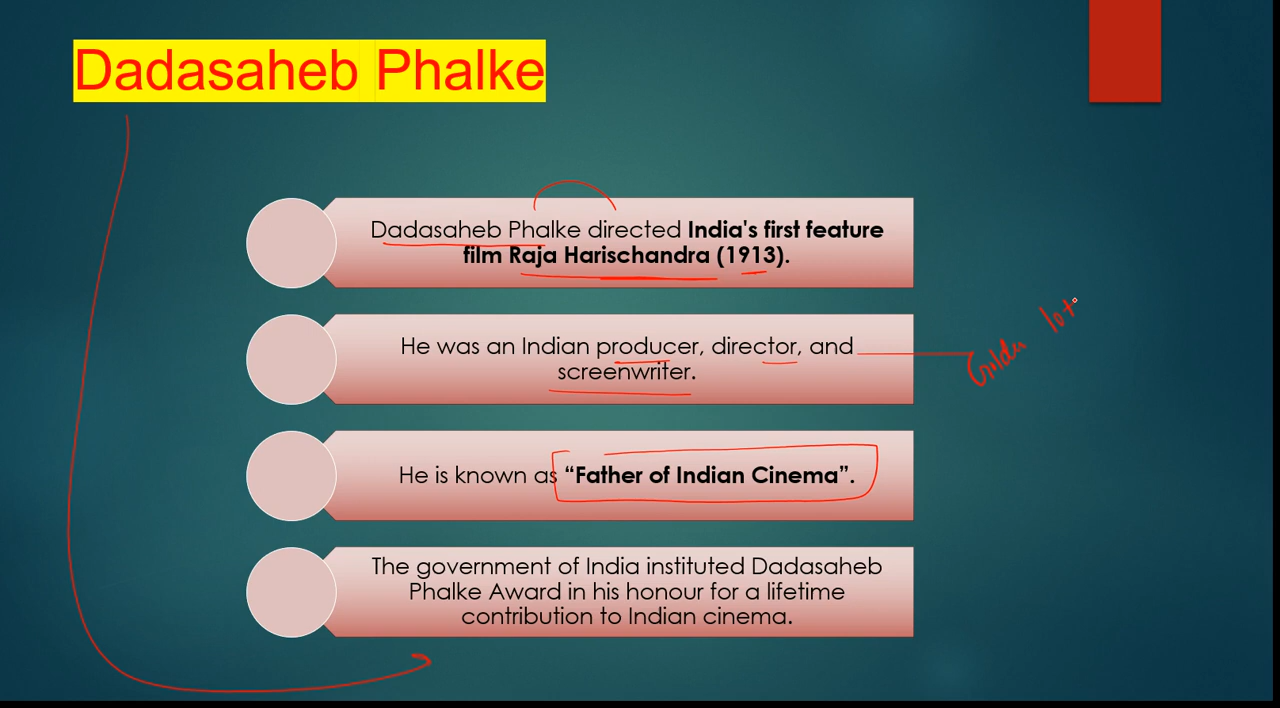 Dadasaheb Phalke
Dadasaheb Phalke directed India's first feature
film Raja Harischandra (1913).
He was an Indian producer, director, and
screenwriter.
Golden lot
He is known as “Father of Indian Cinema”.
The government of India instituted Dadasaheb
Phalke Award in his honour for a lifetime
contribution to Indian cinema.